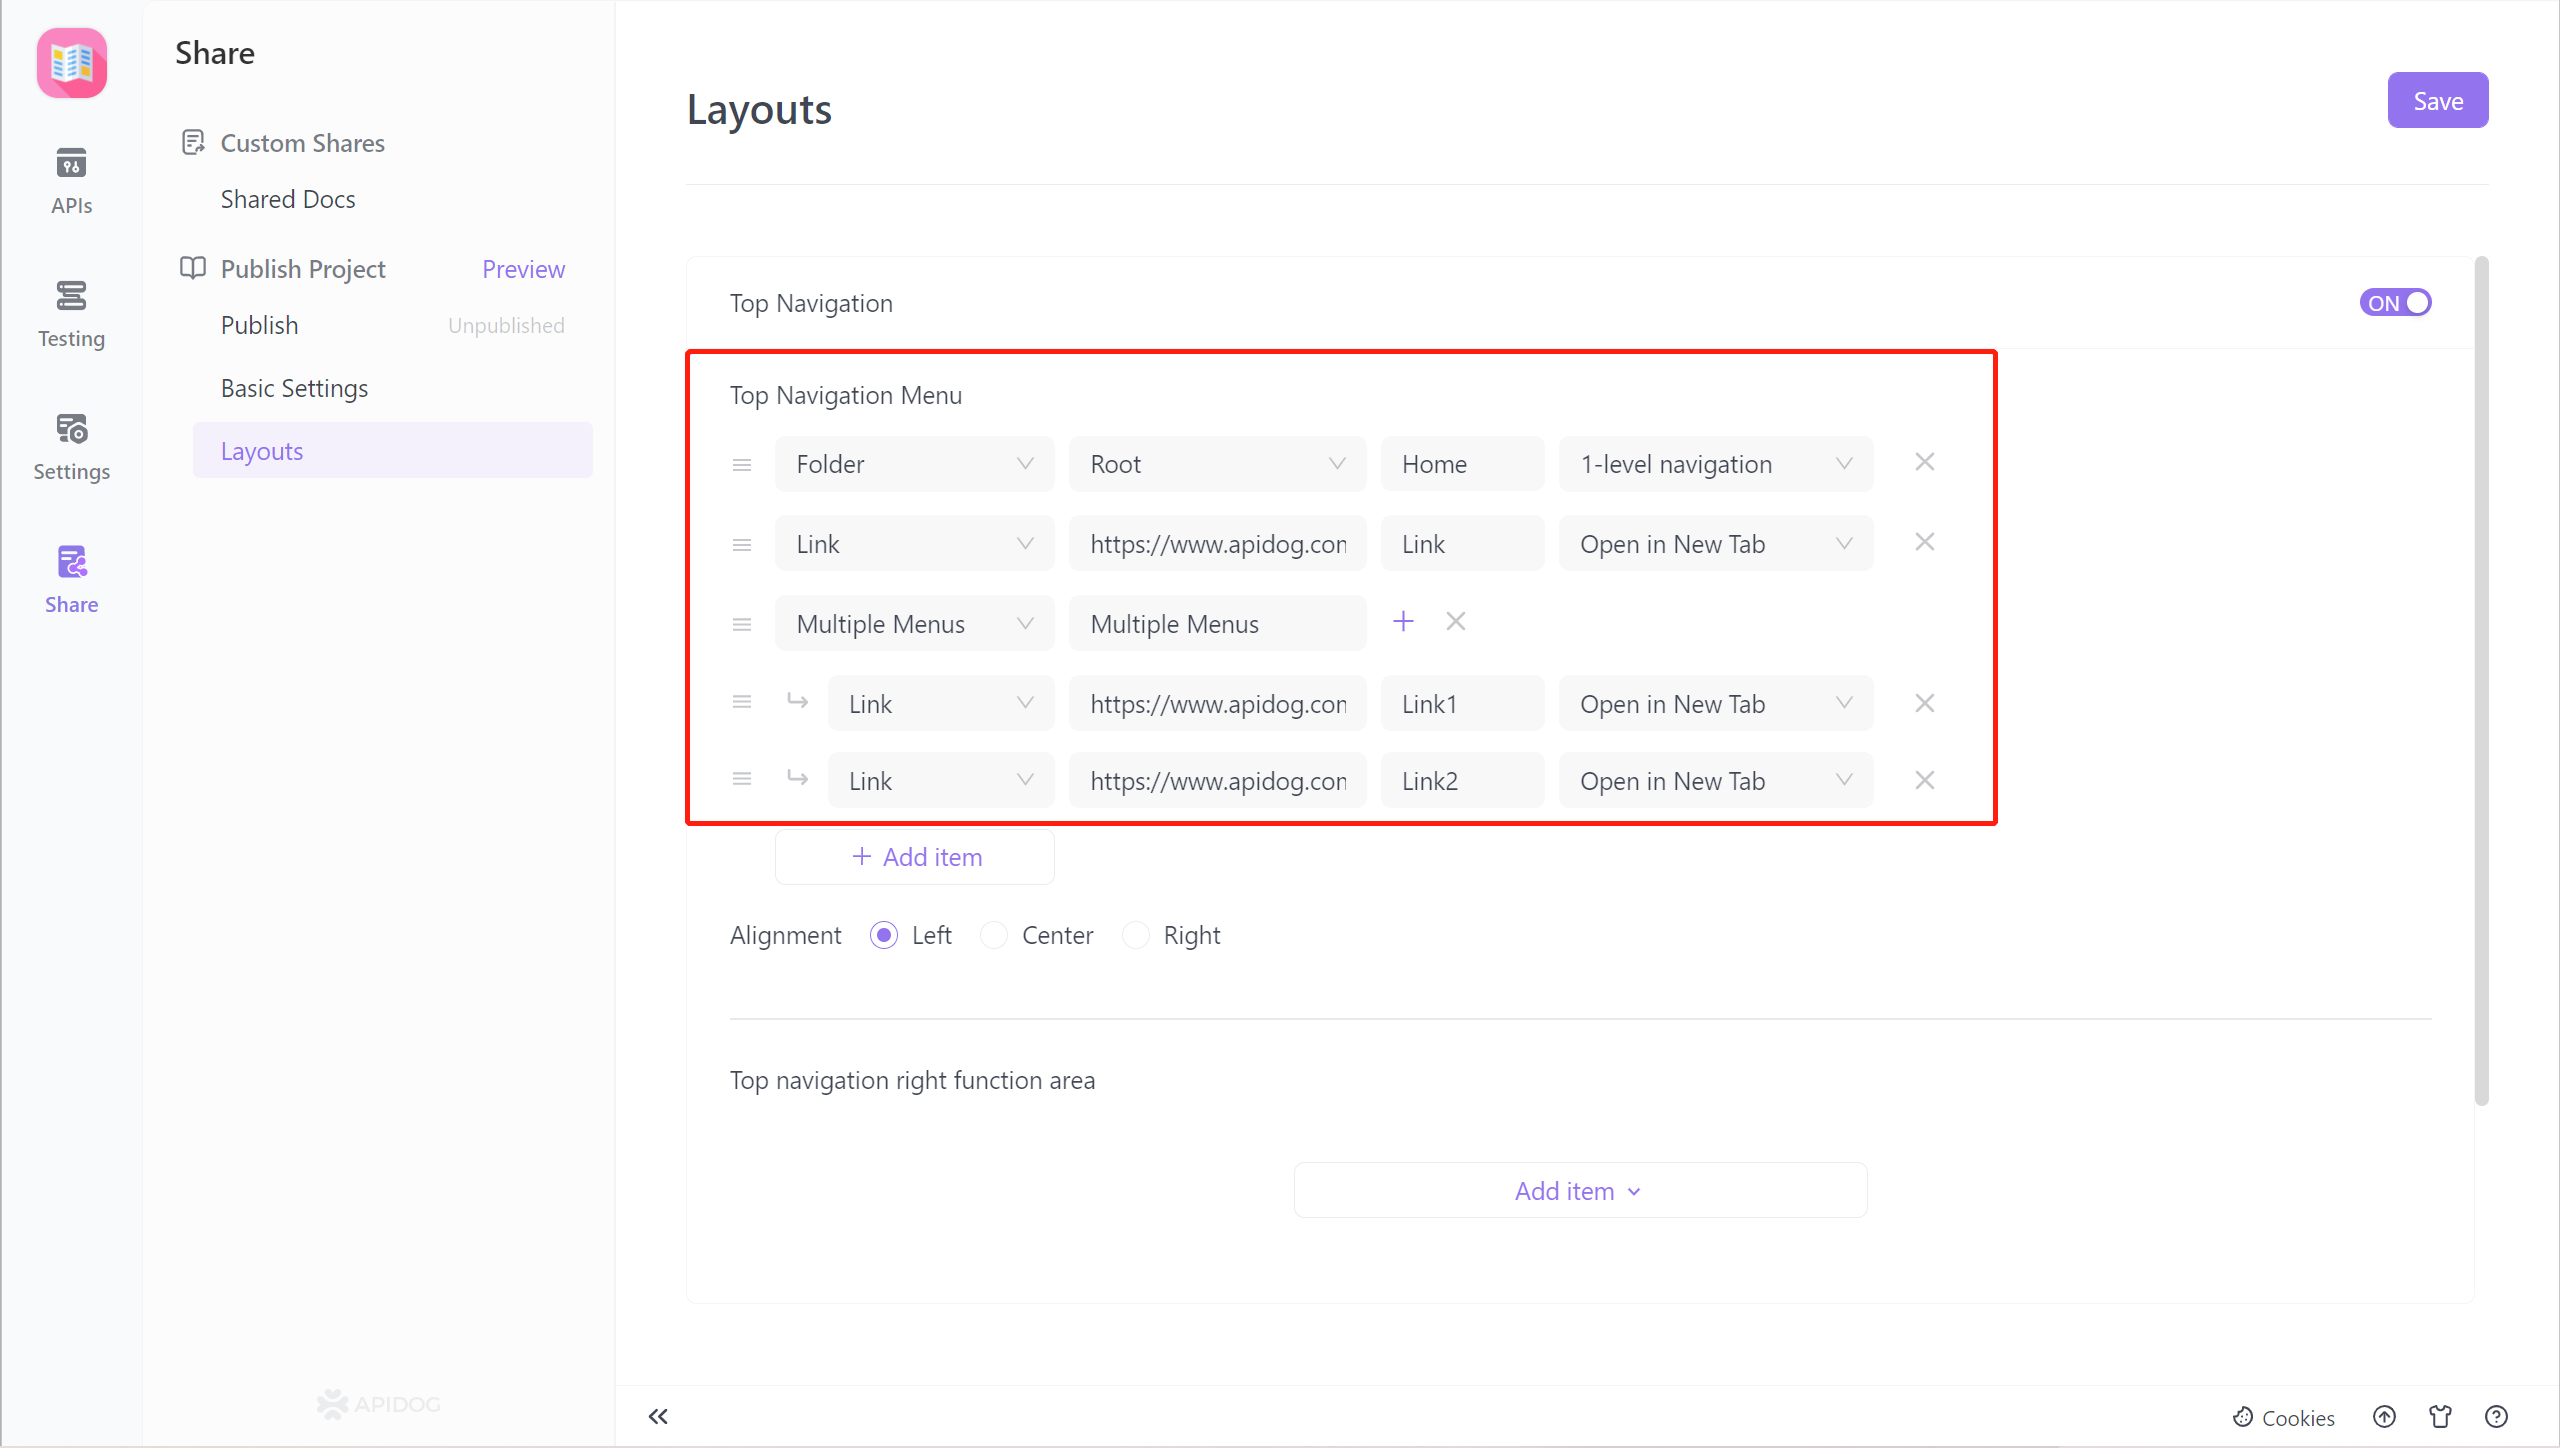 Share
Custom Shares
Shared Docs
Publish Project Preview
Publish Unpublished
Basic Settings
Layouts
APIs
Testing
Settings
Share
APIDOG
Layouts
Save
Top Navigation
ON
Top Navigation Menu
Folder Root Home 1-level navigation
Link https://www.apidog.con Link Open in New Tab
Multiple Menus Multiple Menus
Link https://www.apidog.con Link1 Open in New Tab
Link https://www.apidog.con Link2 Open in New Tab
+ Add item
Alignment Left Center Right
Top navigation right function area
Add item
Cookies